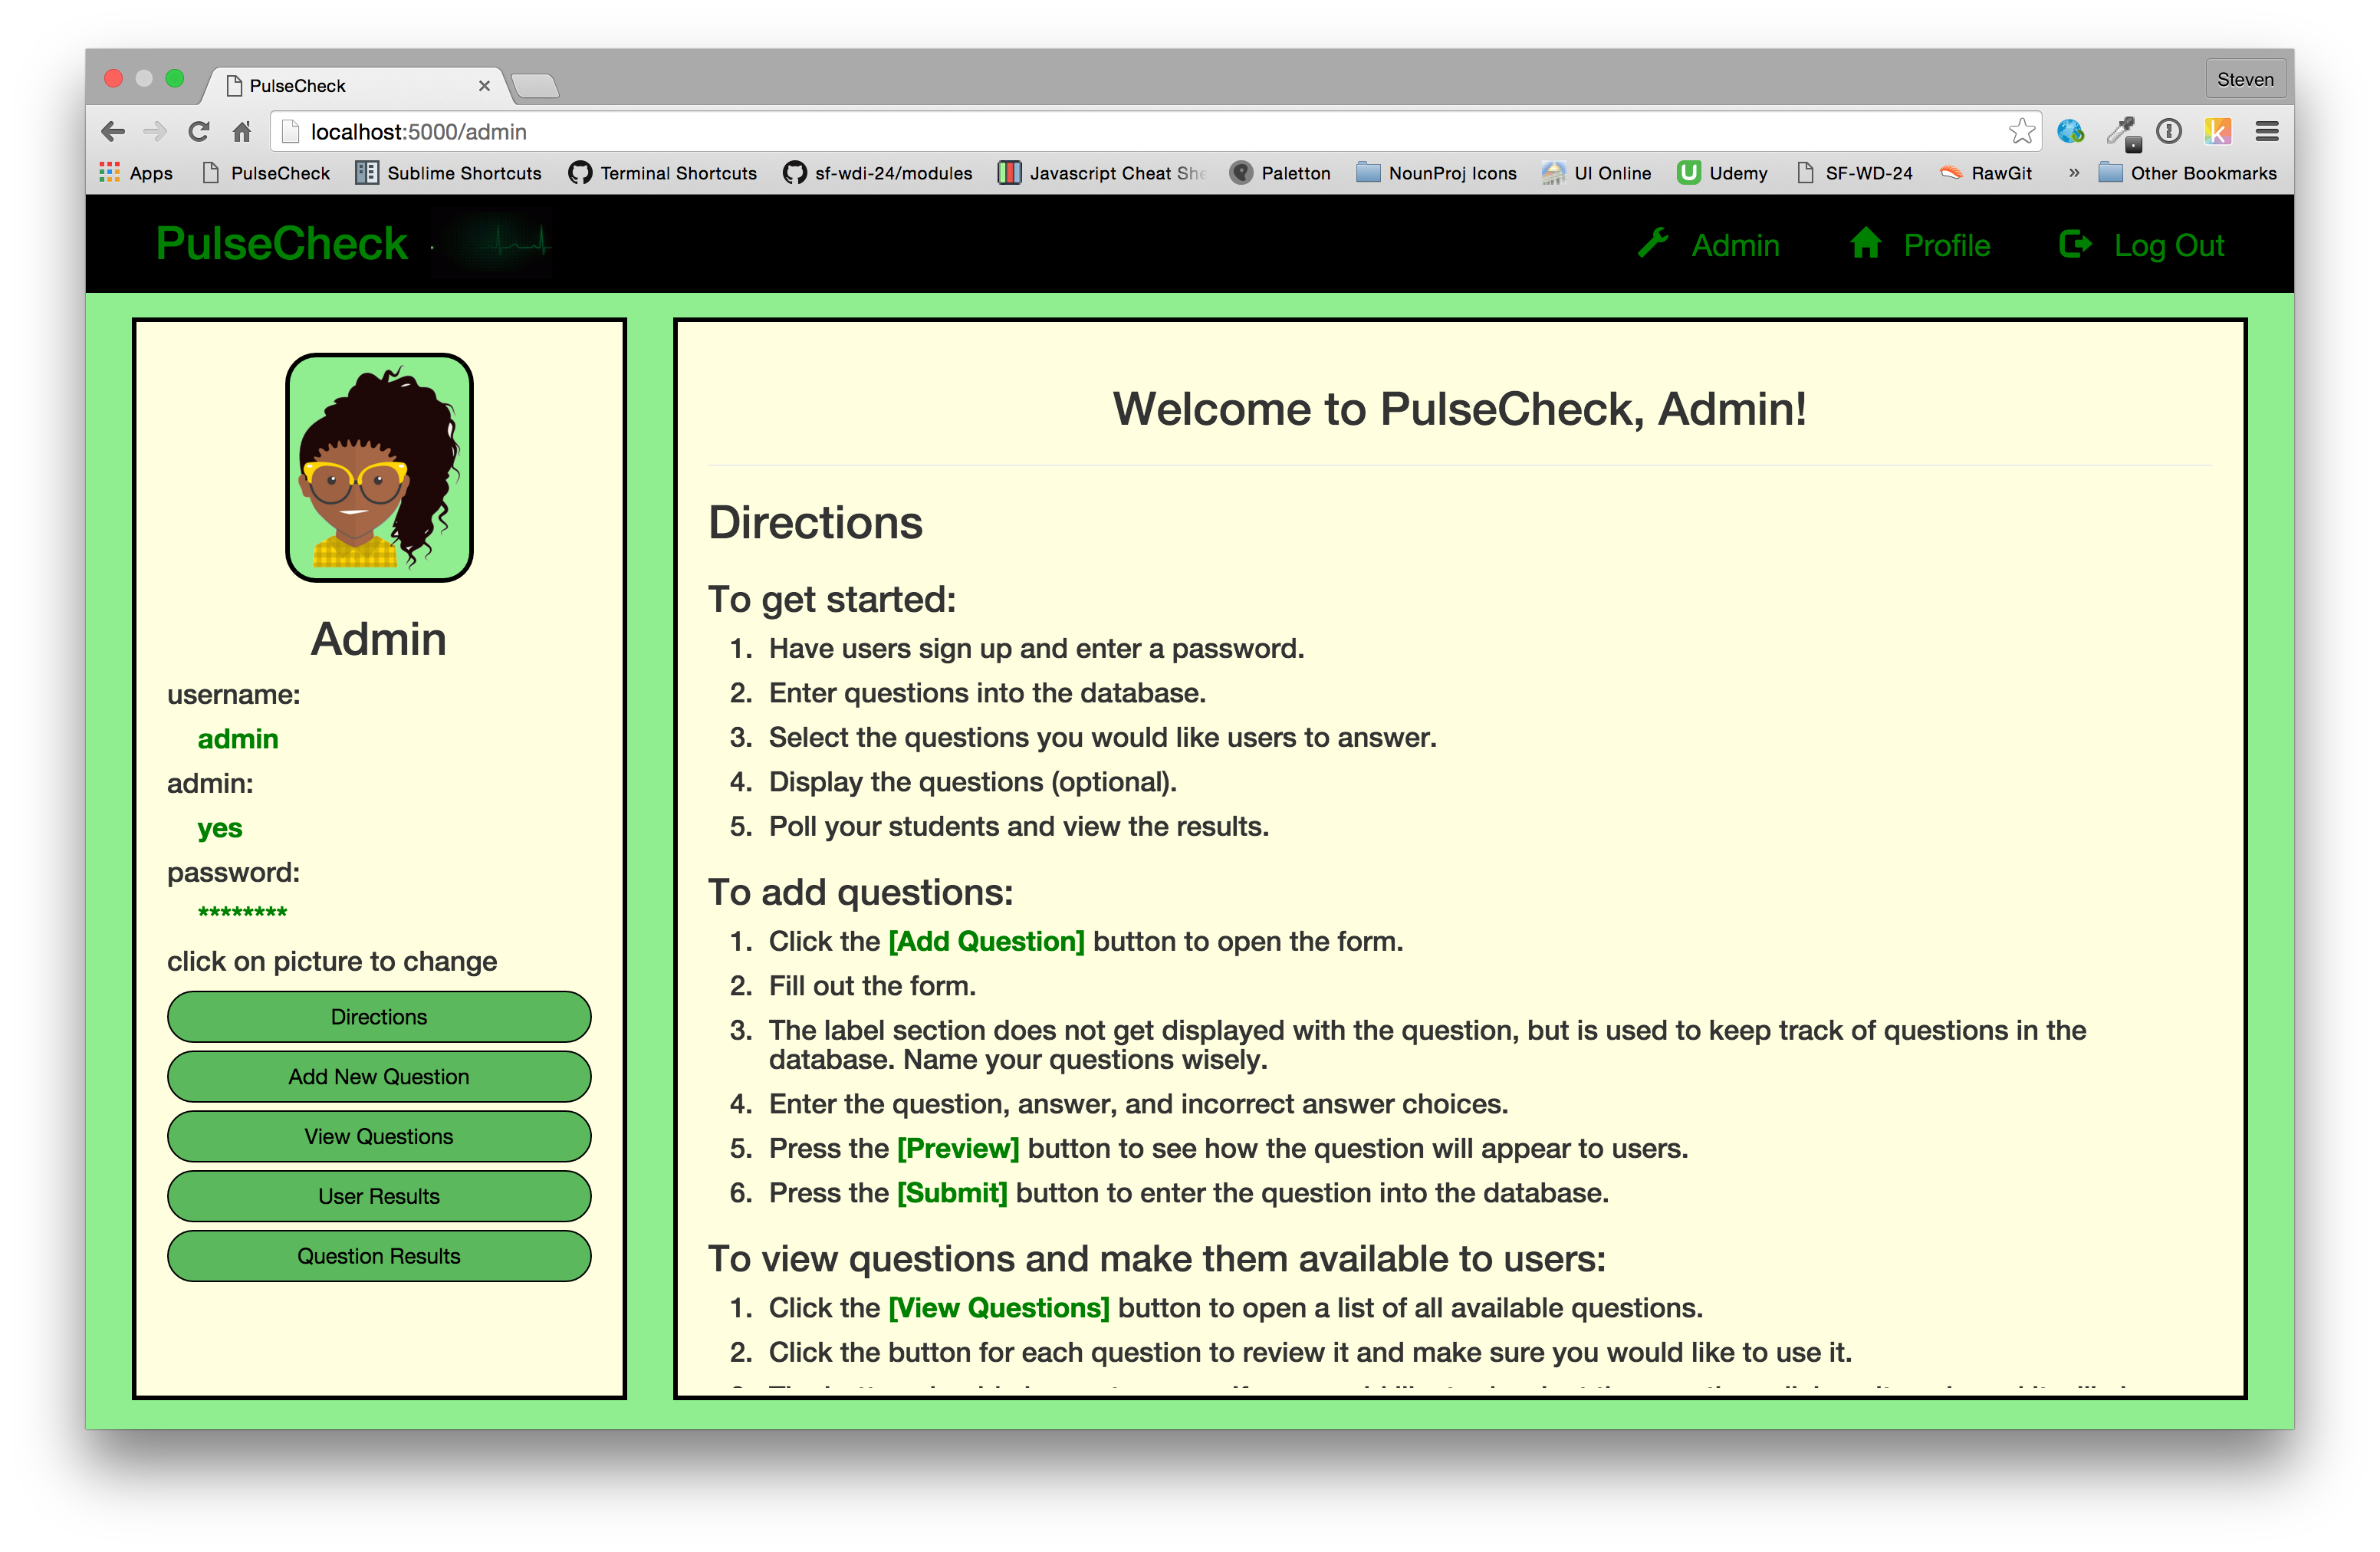 PulseCheck
Steven
localhost:5000/admin
Apps PulseCheck Sublime Shortcuts Terminal Shortcuts sf-wdi-24/modules Javascript Cheat She Paletton NounProj Icons UI Online Udemy SF-WD-24 RawGit » Other Bookmarks
PulseCheck Admin Profile Log Out
Admin
username:
admin
admin:
yes
password:
********
click on picture to change
Directions
Add New Question
View Questions
User Results
Question Results
Welcome to PulseCheck, Admin!
Directions
To get started:
1. Have users sign up and enter a password.
2. Enter questions into the database.
3. Select the questions you would like users to answer.
4. Display the questions (optional).
5. Poll your students and view the results.
To add questions:
1. Click the [Add Question] button to open the form.
2. Fill out the form.
3. The label section does not get displayed with the question, but is used to keep track of questions in the
database. Name your questions wisely.
4. Enter the question, answer, and incorrect answer choices.
5. Press the [Preview] button to see how the question will appear to users.
6. Press the [Submit] button to enter the question into the database.
To view questions and make them available to users:
1. Click the [View Questions] button to open a list of all available questions.
2. Click the button for each question to review it and make sure you would like to use it.